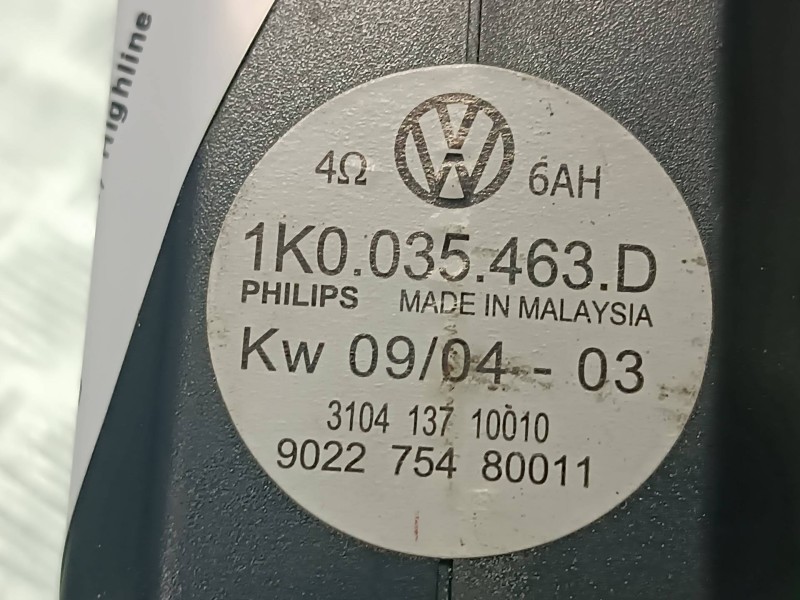 Highline
4Ω 6AH
1K0.035.463.D
PHILIPS MADE IN MALAYSIA
Kw 09/04 - 03
3104 137 10010
9022 754 80011